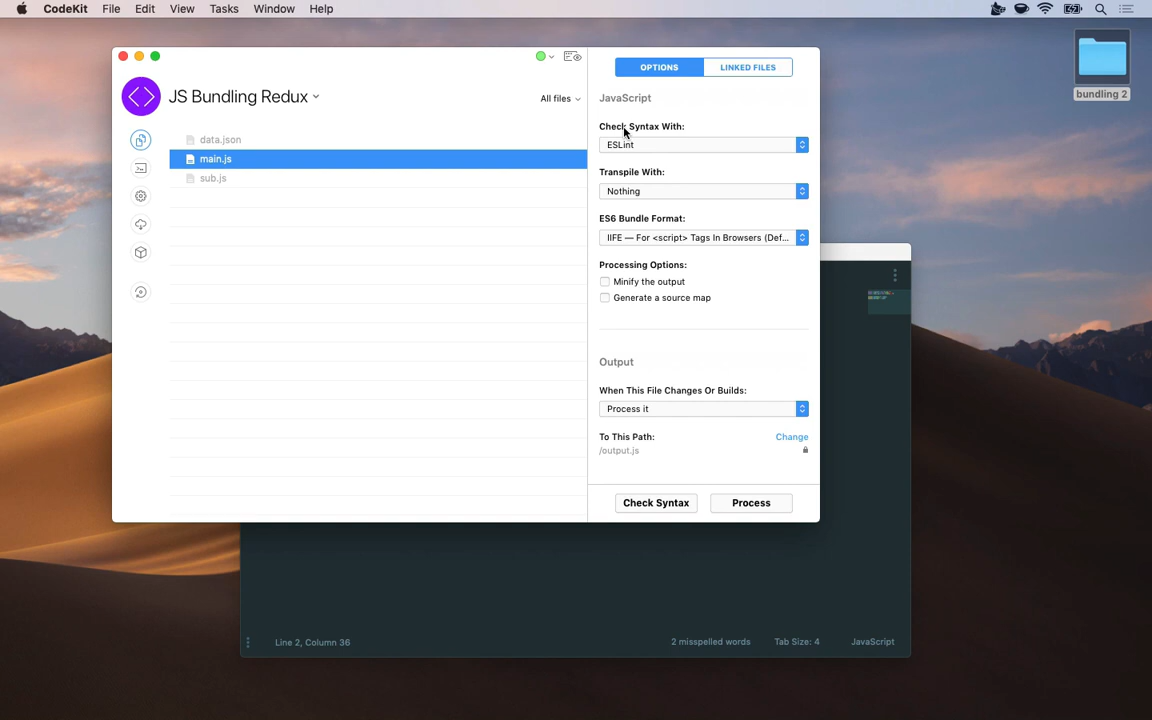 CodeKit File Edit View Tasks Window Help
bundling 2
JS Bundling Redux
All files
data.json
main.js
sub.js
OPTIONS LINKED FILES
JavaScript
Check Syntax With:
ESLint
Transpile With:
Nothing
ES6 Bundle Format:
IIFE — For <script> Tags In Browsers (Def...
Processing Options:
Minify the output
Generate a source map
Output
When This File Changes Or Builds:
Process it
To This Path: Change
/output.js
Check Syntax Process
Line 2, Column 36 2 misspelled words Tab Size: 4 JavaScript